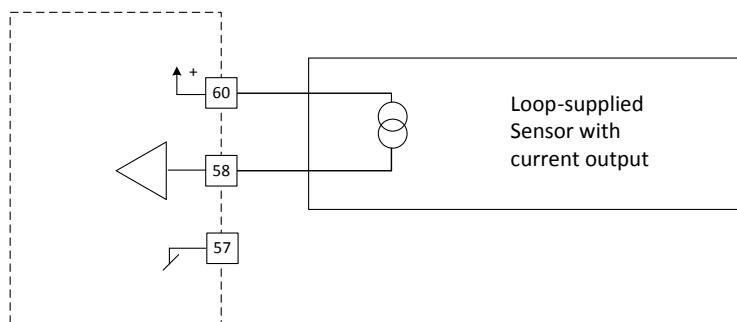 +
60
58
57
Loop-supplied
Sensor with
current output